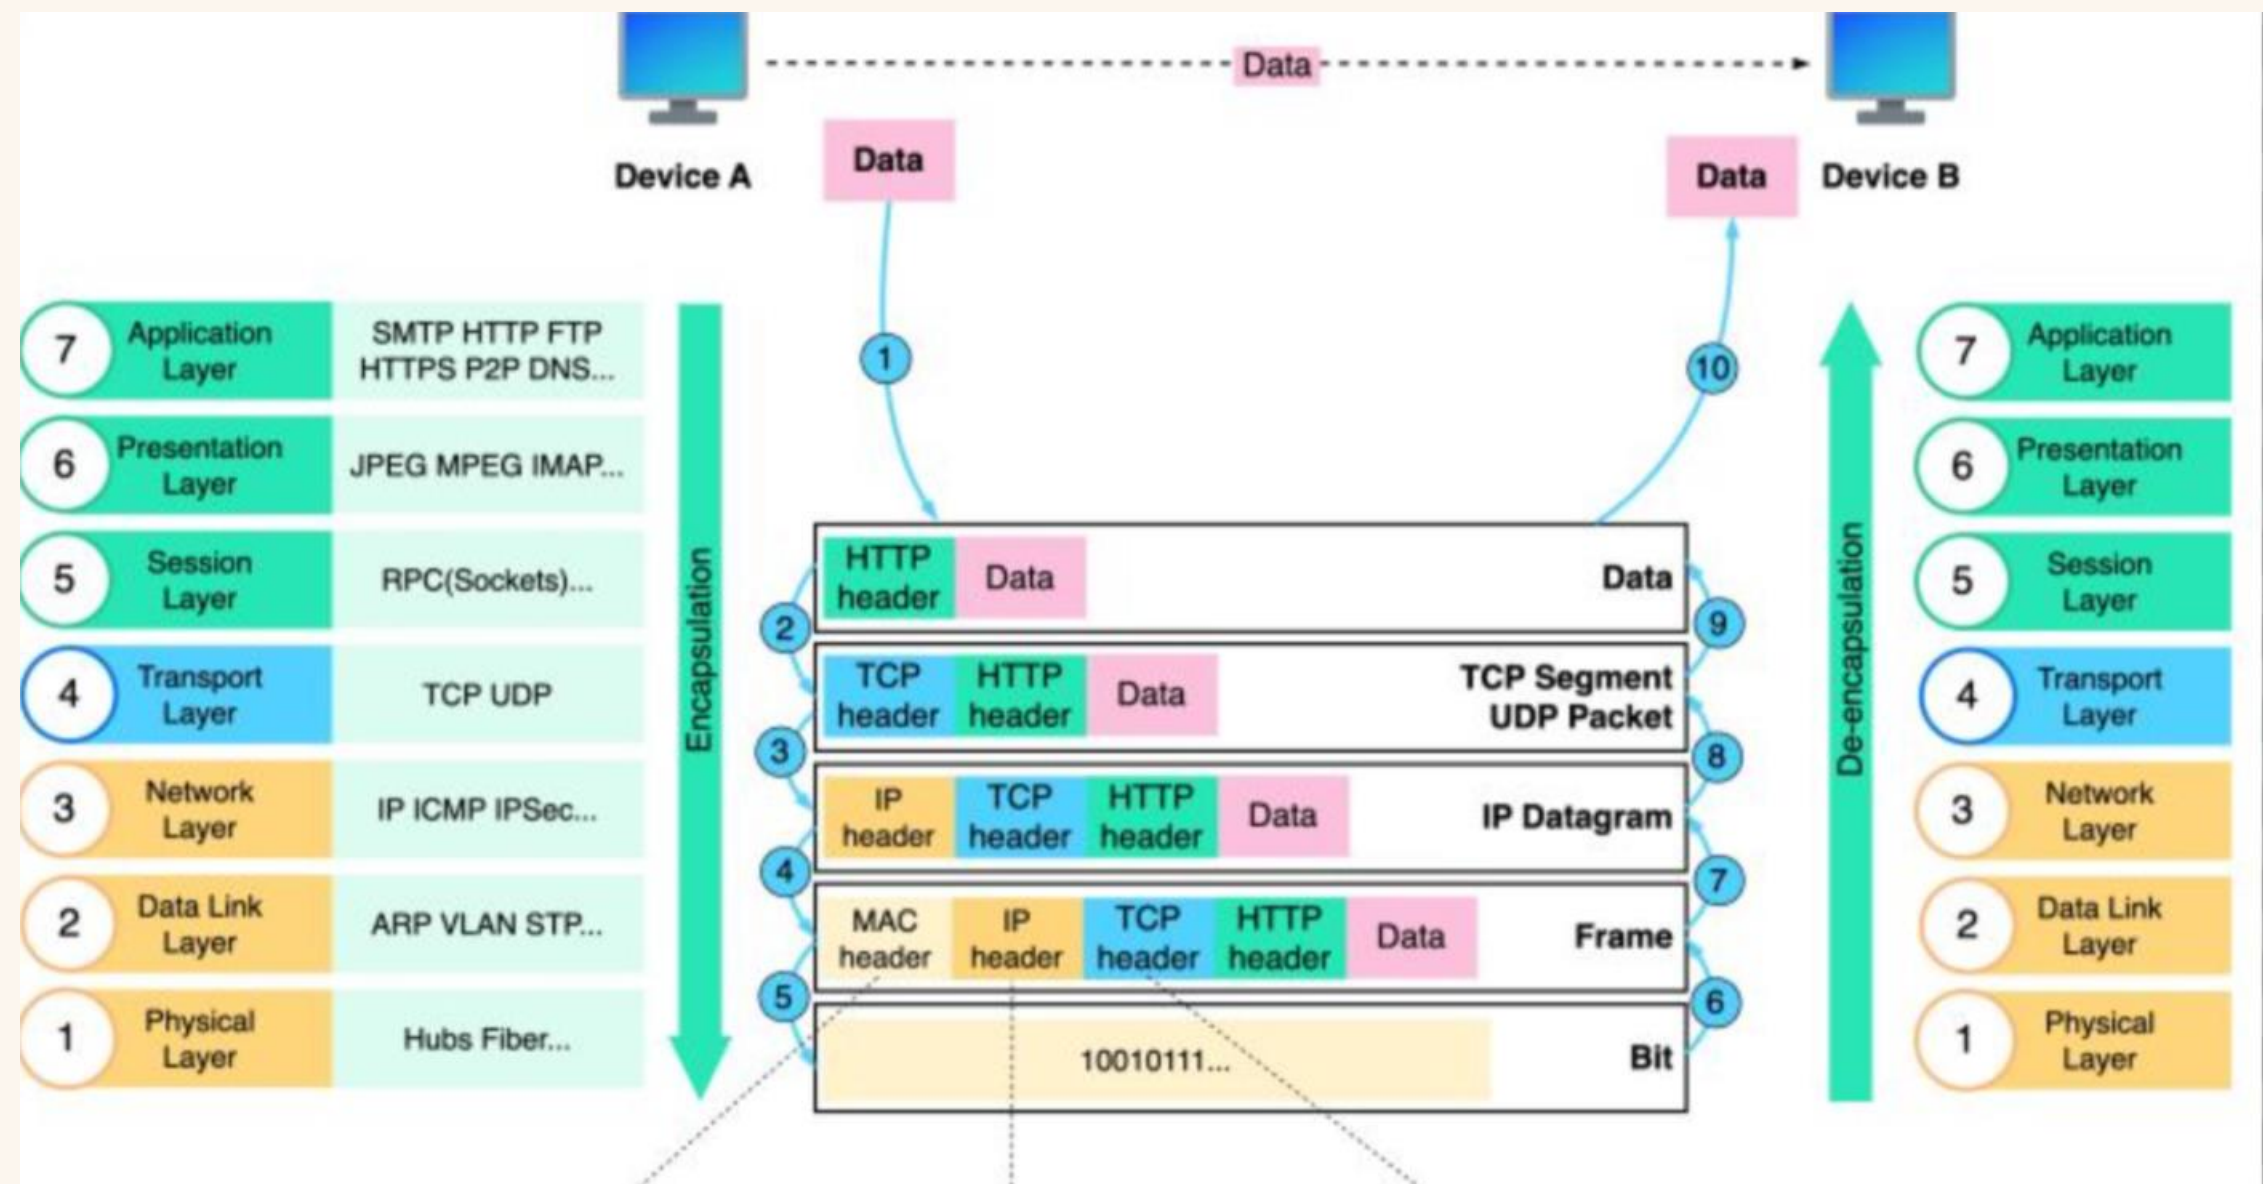 Data
Device A
Data
Data
Device B
7
Application
Layer
SMTP HTTP FTP
HTTPS P2P DNS...
6
Presentation
Layer
JPEG MPEG IMAP...
5
Session
Layer
RPC(Sockets)...
4
Transport
Layer
TCP UDP
3
Network
Layer
IP ICMP IPSec...
2
Data Link
Layer
ARP VLAN STP...
1
Physical
Layer
Hubs Fiber...
Encapsulation
1
10
HTTP
header
Data
Data
2
9
TCP
header
HTTP
header
Data
TCP Segment
UDP Packet
3
8
IP
header
TCP
header
HTTP
header
Data
IP Datagram
4
7
MAC
header
IP
header
TCP
header
HTTP
header
Data
Frame
5
6
10010111...
Bit
De-encapsulation
7
Application
Layer
6
Presentation
Layer
5
Session
Layer
4
Transport
Layer
3
Network
Layer
2
Data Link
Layer
1
Physical
Layer